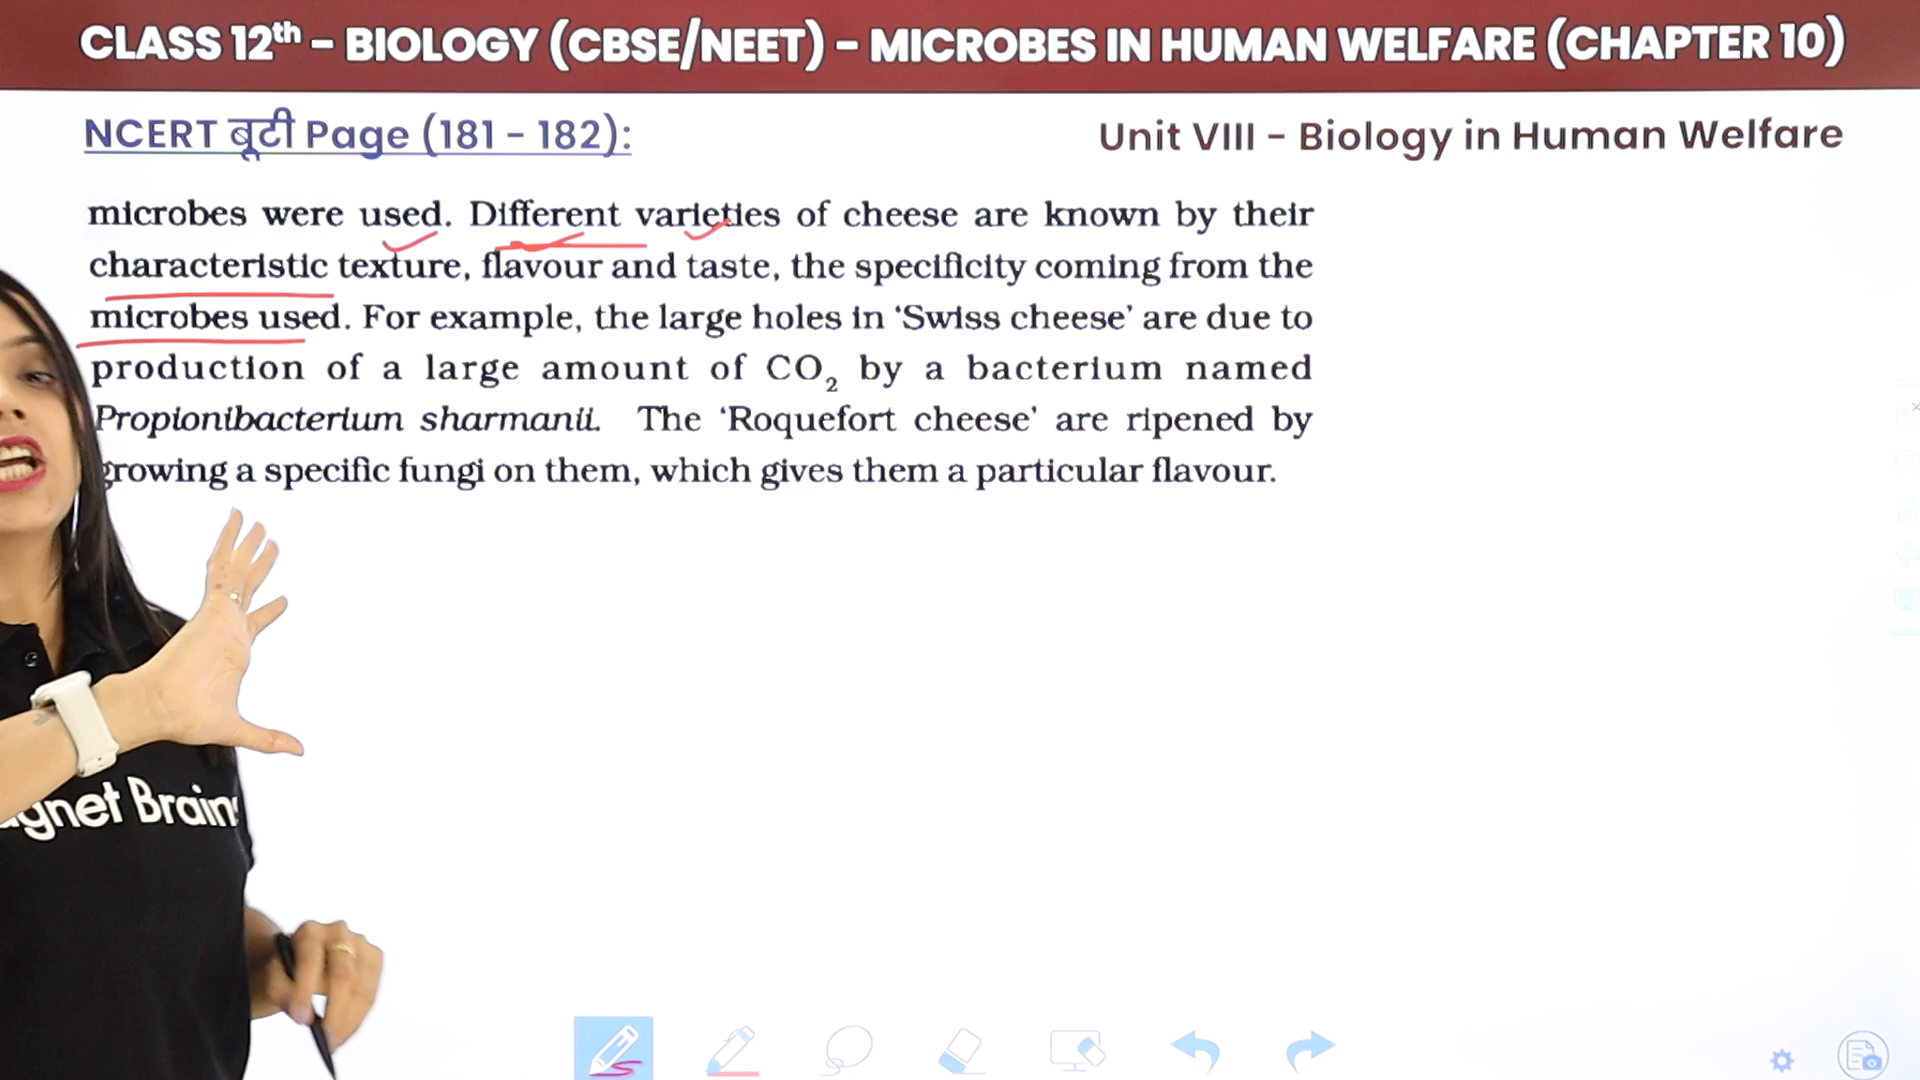 CLASS 12th – BIOLOGY (CBSE/NEET) – MICROBES IN HUMAN WELFARE (CHAPTER 10)
NCERT बूटी Page (181 – 182):
Unit VIII – Biology in Human Welfare
microbes were used. Different varieties of cheese are known by their
characteristic texture, flavour and taste, the specificity coming from the
microbes used. For example, the large holes in ‘Swiss cheese’ are due to
production of a large amount of CO₂ by a bacterium named
Propionibacterium sharmanii. The ‘Roquefort cheese’ are ripened by
growing a specific fungi on them, which gives them a particular flavour.
gnet Brains